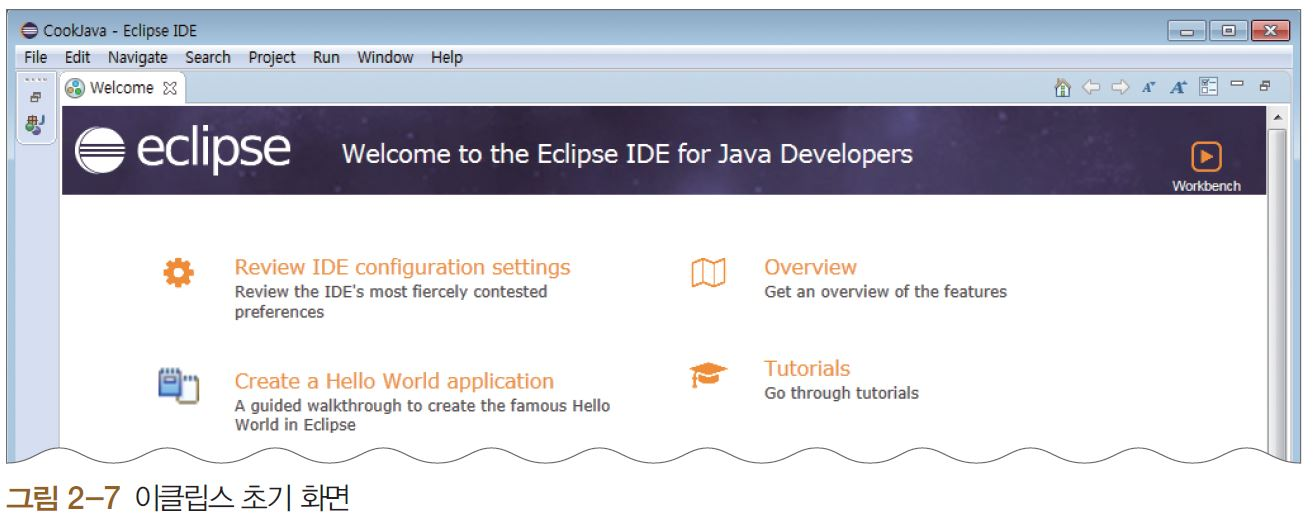 CookJava - Eclipse IDE
File Edit Navigate Search Project Run Window Help
Welcome
eclipse Welcome to the Eclipse IDE for Java Developers
Workbench
Review IDE configuration settings
Review the IDE's most fiercely contested
preferences
Overview
Get an overview of the features
Create a Hello World application
A guided walkthrough to create the famous Hello
World in Eclipse
Tutorials
Go through tutorials
그림 2-7 이클립스 초기 화면